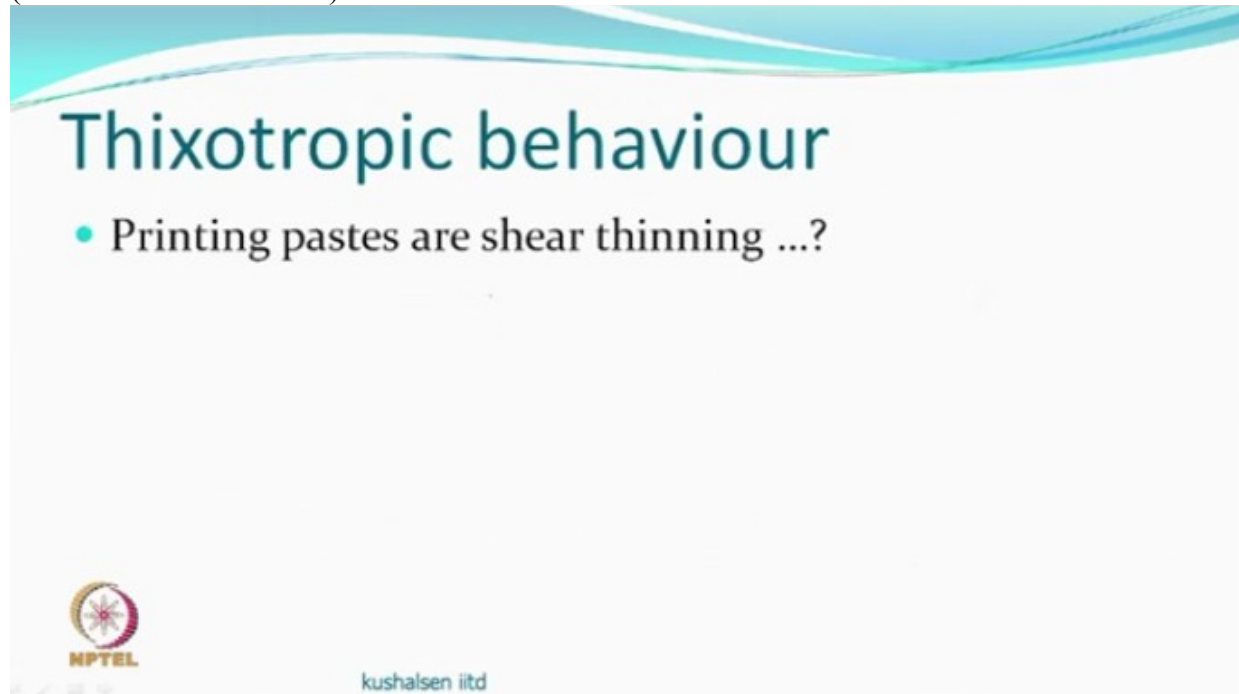 Thixotropic behaviour
• Printing pastes are shear thinning ...?
NPTEL
kushalsen iitd